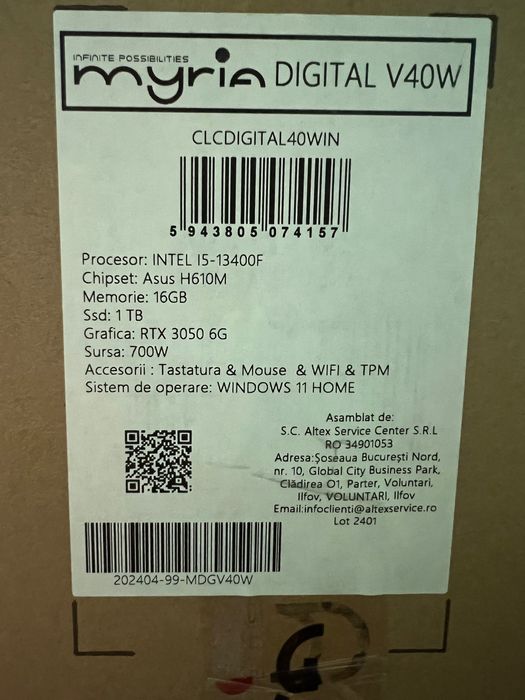 INFINITE POSSIBILITIES
myria DIGITAL V40W
CLCDIGITAL40WIN
5 943805 074157
Procesor: INTEL I5-13400F
Chipset: Asus H610M
Memorie: 16GB
Ssd: 1 TB
Grafica: RTX 3050 6G
Sursa: 700W
Accesorii : Tastatura & Mouse & WIFI & TPM
Sistem de operare: WINDOWS 11 HOME
Asamblat de:
S.C. Altex Service Center S.R.L
RO 34901053
Adresa:Șoseaua București Nord,
nr. 10, Global City Business Park,
Clădirea O1, Parter, Voluntari,
Ilfov, VOLUNTARI, Ilfov
Email:infoclienti@altexservice.ro
Lot 2401
202404-99-MDGV40W